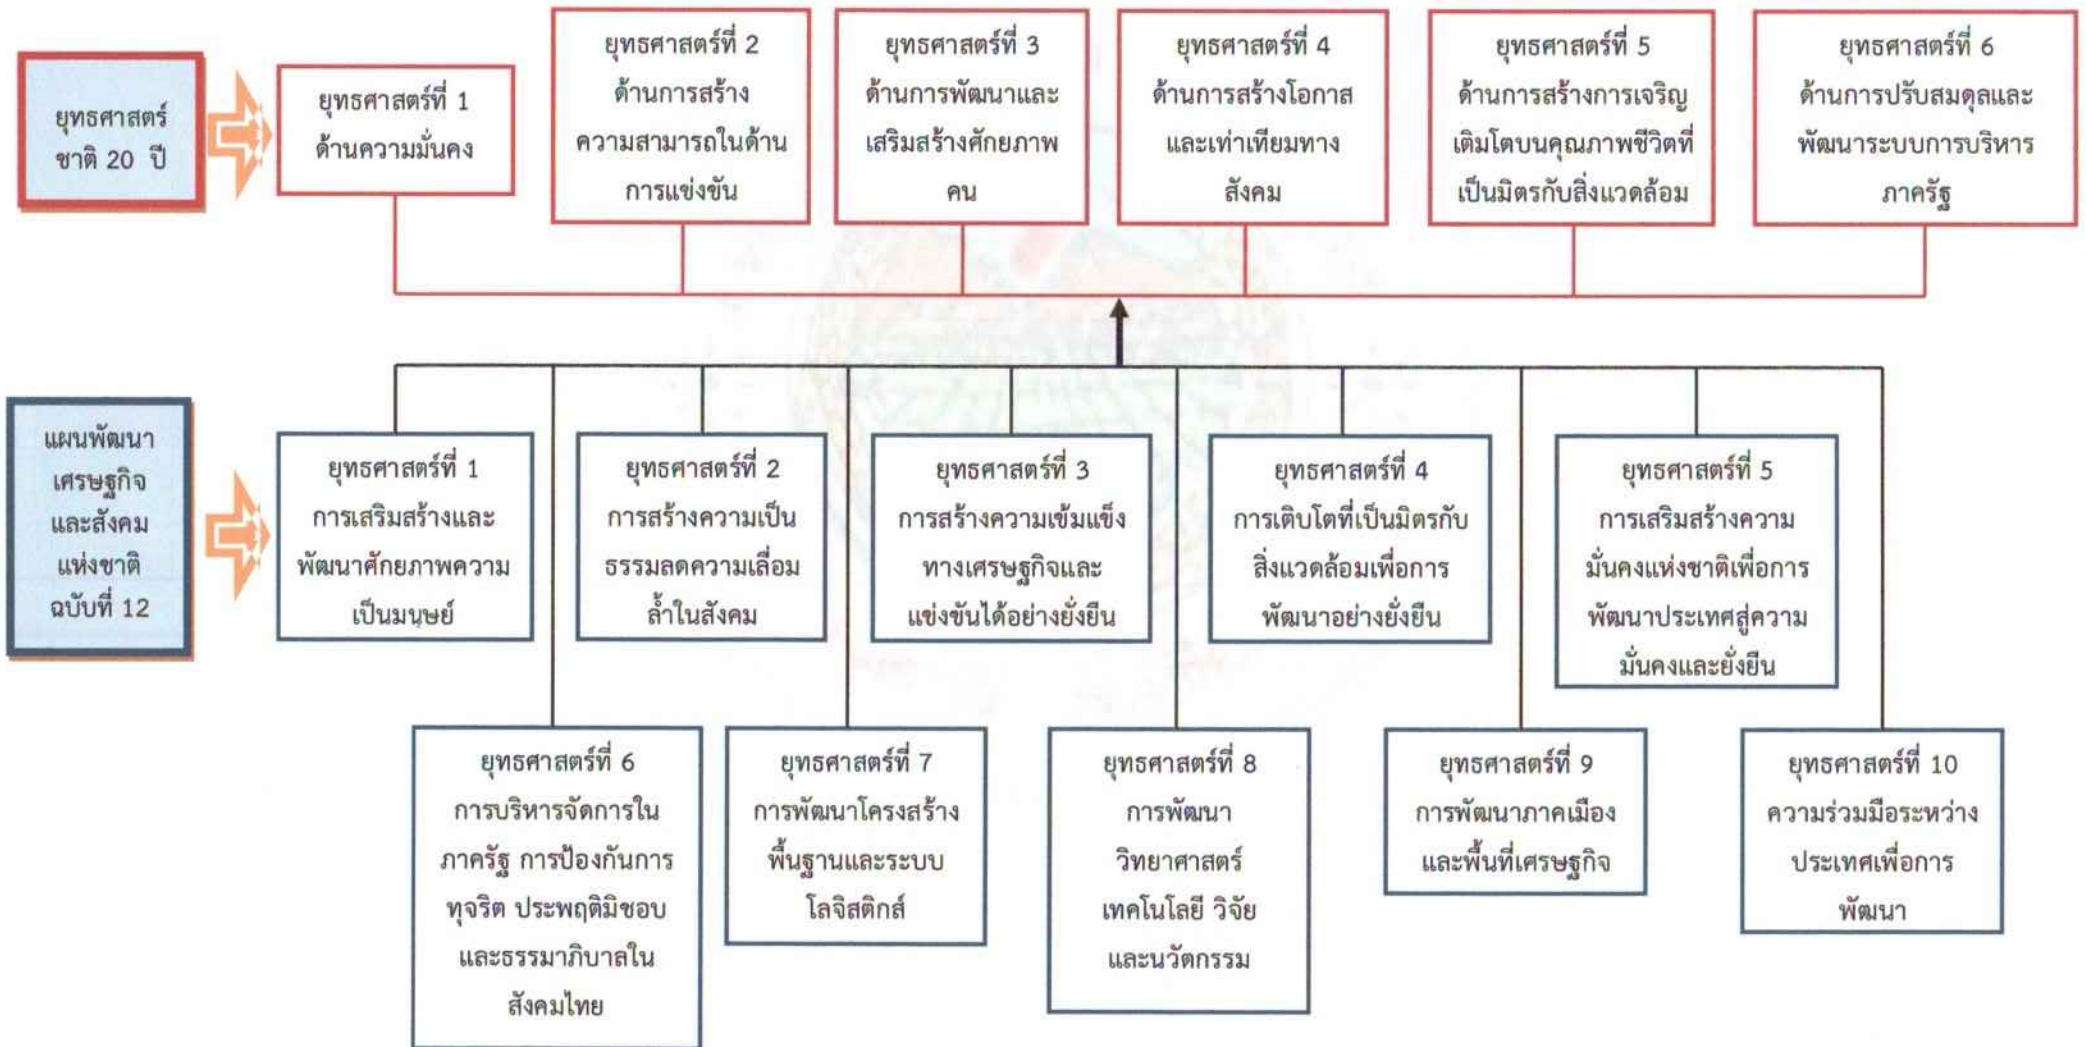 ยุทธศาสตร์
ชาติ 20 ปี
ยุทธศาสตร์ที่ 1
ด้านความมั่นคง
ยุทธศาสตร์ที่ 2
ด้านการสร้าง
ความสามารถในด้าน
การแข่งขัน
ยุทธศาสตร์ที่ 3
ด้านการพัฒนาและ
เสริมสร้างศักยภาพ
คน
ยุทธศาสตร์ที่ 4
ด้านการสร้างโอกาส
และเท่าเทียมทาง
สังคม
ยุทธศาสตร์ที่ 5
ด้านการสร้างการเจริญ
เติมโตบนคุณภาพชีวิตที่
เป็นมิตรกับสิ่งแวดล้อม
ยุทธศาสตร์ที่ 6
ด้านการปรับสมดุลและ
พัฒนาระบบการบริหาร
ภาครัฐ
แผนพัฒนา
เศรษฐกิจ
และสังคม
แห่งชาติ
ฉบับที่ 12
ยุทธศาสตร์ที่ 1
การเสริมสร้างและ
พัฒนาศักยภาพความ
เป็นมนุษย์
ยุทธศาสตร์ที่ 2
การสร้างความเป็น
ธรรมลดความเลื่อม
ล้ำในสังคม
ยุทธศาสตร์ที่ 3
การสร้างความเข้มแข็ง
ทางเศรษฐกิจและ
แข่งขันได้อย่างยั่งยืน
ยุทธศาสตร์ที่ 4
การเติบโตที่เป็นมิตรกับ
สิ่งแวดล้อมเพื่อการ
พัฒนาอย่างยั่งยืน
ยุทธศาสตร์ที่ 5
การเสริมสร้างความ
มั่นคงแห่งชาติเพื่อการ
พัฒนาประเทศสู่ความ
มั่นคงและยั่งยืน
ยุทธศาสตร์ที่ 6
การบริหารจัดการใน
ภาครัฐ การป้องกันการ
ทุจริต ประพฤติมิชอบ
และธรรมาภิบาลใน
สังคมไทย
ยุทธศาสตร์ที่ 7
การพัฒนาโครงสร้าง
พื้นฐานและระบบ
โลจิสติกส์
ยุทธศาสตร์ที่ 8
การพัฒนา
วิทยาศาสตร์
เทคโนโลยี วิจัย
และนวัตกรรม
ยุทธศาสตร์ที่ 9
การพัฒนาภาคเมือง
และพื้นที่เศรษฐกิจ
ยุทธศาสตร์ที่ 10
ความร่วมมือระหว่าง
ประเทศเพื่อการ
พัฒนา